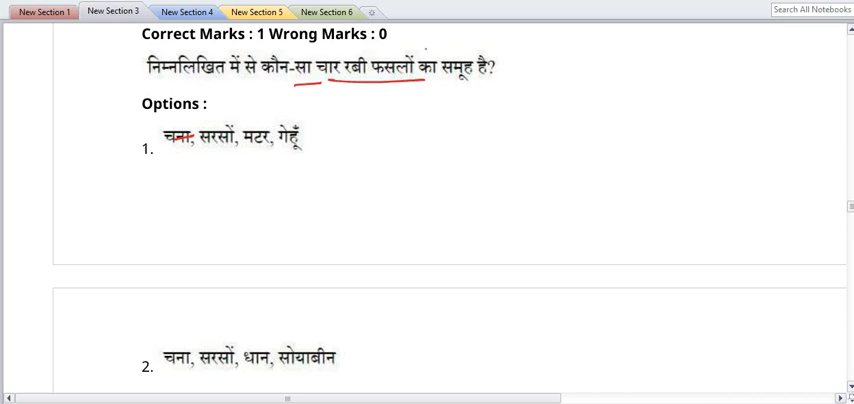 New Section 1 New Section 3 New Section 4 New Section 5 New Section 6 Search All Notebooks
Correct Marks : 1 Wrong Marks : 0
निम्नलिखित में से कौन-सा चार रबी फसलों का समूह है?
Options :
1. चना, सरसों, मटर, गेहूँ
2. चना, सरसों, धान, सोयाबीन